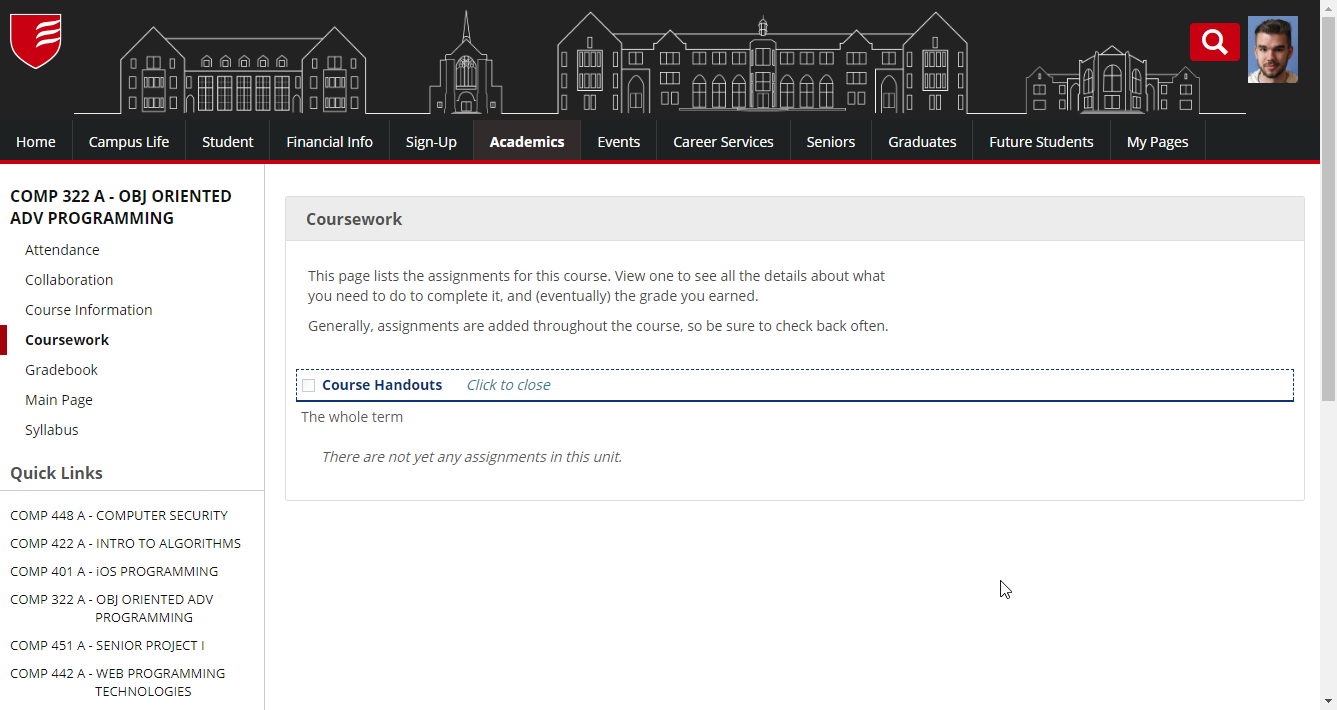 Home
Campus Life
Student
Financial Info
Sign-Up
Academics
Events
Career Services
Seniors
Graduates
Future Students
My Pages
COMP 322 A - OBJ ORIENTED
ADV PROGRAMMING
Attendance
Collaboration
Course Information
Coursework
Gradebook
Main Page
Syllabus
Quick Links
COMP 448 A - COMPUTER SECURITY
COMP 422 A - INTRO TO ALGORITHMS
COMP 401 A - iOS PROGRAMMING
COMP 322 A - OBJ ORIENTED ADV
PROGRAMMING
COMP 451 A - SENIOR PROJECT I
COMP 442 A - WEB PROGRAMMING
TECHNOLOGIES
Coursework
This page lists the assignments for this course. View one to see all the details about what
you need to do to complete it, and (eventually) the grade you earned.
Generally, assignments are added throughout the course, so be sure to check back often.
Course Handouts Click to close
The whole term
There are not yet any assignments in this unit.